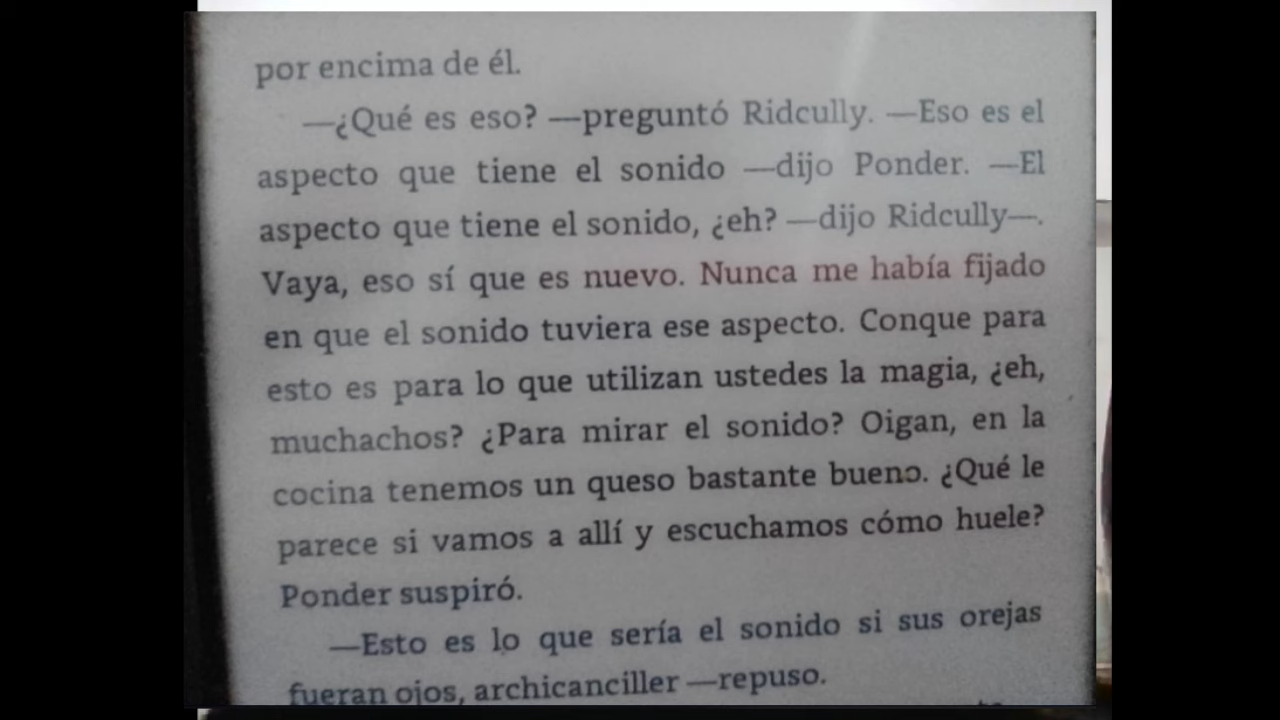 por encima de él.
—¿Qué es eso? —preguntó Ridcully. —Eso es el
aspecto que tiene el sonido —dijo Ponder. —El
aspecto que tiene el sonido, ¿eh? —dijo Ridcully—.
Vaya, eso sí que es nuevo. Nunca me había fijado
en que el sonido tuviera ese aspecto. Conque para
esto es para lo que utilizan ustedes la magia, ¿eh,
muchachos? ¿Para mirar el sonido? Oigan, en la
cocina tenemos un queso bastante bueno. ¿Qué le
parece si vamos a allí y escuchamos cómo huele?
Ponder suspiró.
—Esto es lo que sería el sonido si sus orejas
fueran ojos, archicanciller —repuso.